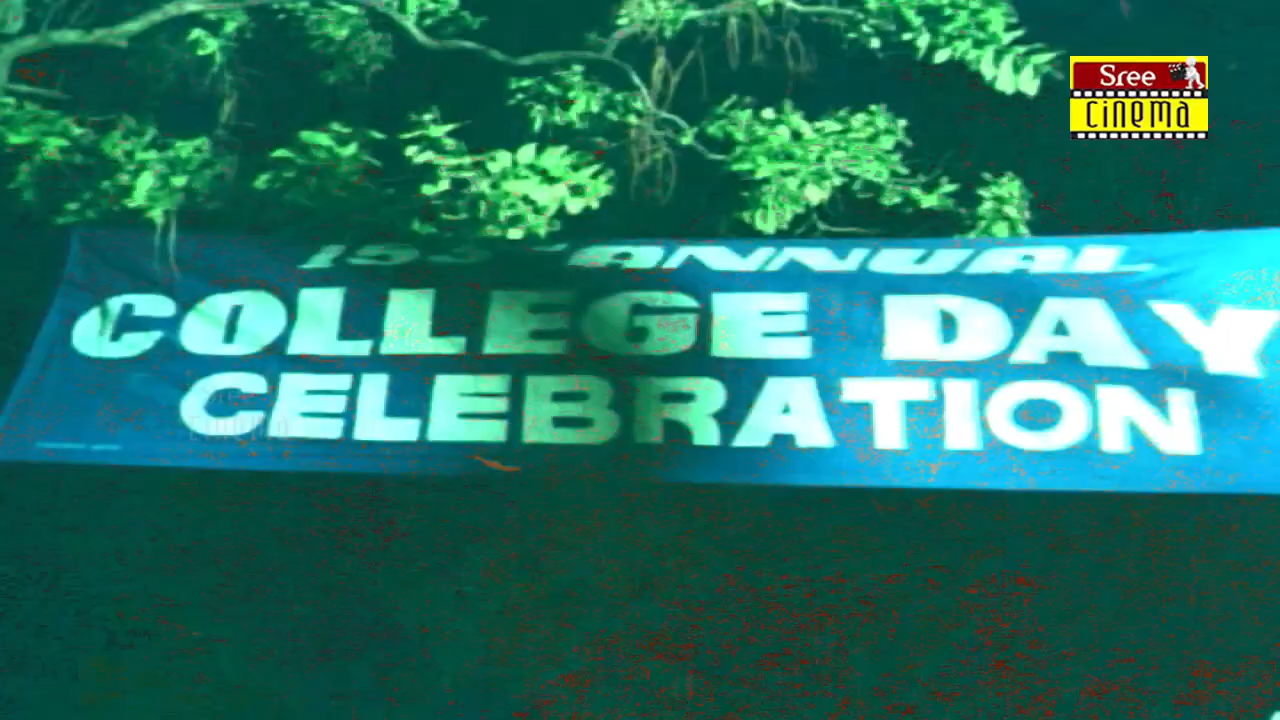 Sree
CINEMA
ANNUAL
COLLEGE DAY
CELEBRATION